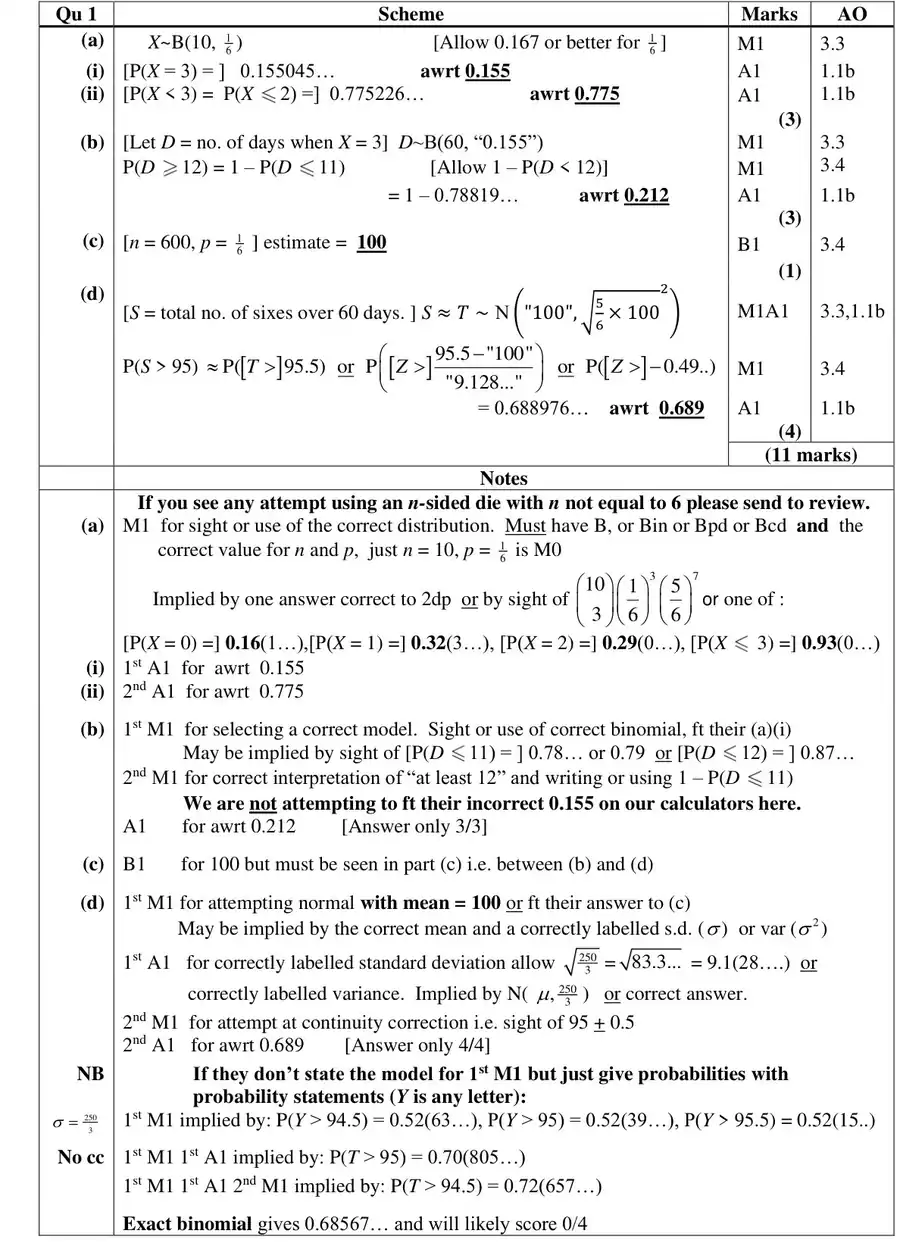 Qu 1 Scheme Marks AO
(a) X~B(10, 1/6) [Allow 0.167 or better for 1/6] M1 3.3
(i) [P(X = 3) = ] 0.155045… awrt 0.155 A1 1.1b
(ii) [P(X < 3) = P(X ⩽ 2) =] 0.775226… awrt 0.775 A1 1.1b
(3)
(b) [Let D = no. of days when X = 3] D~B(60, “0.155”) M1 3.3
P(D ⩾ 12) = 1 – P(D ⩽ 11) [Allow 1 – P(D < 12)] M1 3.4
= 1 – 0.78819… awrt 0.212 A1 1.1b
(3)
(c) [n = 600, p = 1/6 ] estimate = 100 B1 3.4
(1)
(d) [S = total no. of sixes over 60 days. ] S ≈ T ~ N("100", √(5/6 × 100)²) M1A1 3.3,1.1b
P(S > 95) ≈ P([T >]95.5) or P([Z >] (95.5 – "100")/"9.128...") or P([Z >] – 0.49..) M1 3.4
= 0.688976… awrt 0.689 A1 1.1b
(4)
(11 marks)
Notes
If you see any attempt using an n-sided die with n not equal to 6 please send to review.
(a) M1 for sight or use of the correct distribution. Must have B, or Bin or Bpd or Bcd and the
correct value for n and p, just n = 10, p = 1/6 is M0
Implied by one answer correct to 2dp or by sight of (10 3)(1/6)³(5/6)⁷ or one of :
[P(X = 0) =] 0.16(1…),[P(X = 1) =] 0.32(3…), [P(X = 2) =] 0.29(0…), [P(X ⩽ 3) =] 0.93(0…)
(i) 1st A1 for awrt 0.155
(ii) 2nd A1 for awrt 0.775
(b) 1st M1 for selecting a correct model. Sight or use of correct binomial, ft their (a)(i)
May be implied by sight of [P(D ⩽ 11) = ] 0.78… or 0.79 or [P(D ⩽ 12) = ] 0.87…
2nd M1 for correct interpretation of “at least 12” and writing or using 1 – P(D ⩽ 11)
We are not attempting to ft their incorrect 0.155 on our calculators here.
A1 for awrt 0.212 [Answer only 3/3]
(c) B1 for 100 but must be seen in part (c) i.e. between (b) and (d)
(d) 1st M1 for attempting normal with mean = 100 or ft their answer to (c)
May be implied by the correct mean and a correctly labelled s.d. (σ) or var (σ²)
1st A1 for correctly labelled standard deviation allow √(250/3) = √83.3... = 9.1(28….) or
correctly labelled variance. Implied by N( μ, 250/3 ) or correct answer.
2nd M1 for attempt at continuity correction i.e. sight of 95 ± 0.5
2nd A1 for awrt 0.689 [Answer only 4/4]
NB If they don’t state the model for 1st M1 but just give probabilities with
probability statements (Y is any letter):
σ = 250/3 1st M1 implied by: P(Y > 94.5) = 0.52(63…), P(Y > 95) = 0.52(39…), P(Y > 95.5) = 0.52(15..)
No cc 1st M1 1st A1 implied by: P(T > 95) = 0.70(805…)
1st M1 1st A1 2nd M1 implied by: P(T > 94.5) = 0.72(657…)
Exact binomial gives 0.68567… and will likely score 0/4